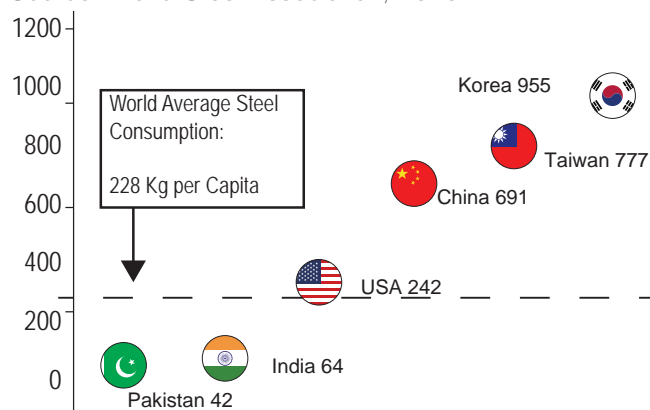 1200
1000
Korea 955
World Average Steel
Consumption:
228 Kg per Capita
800
Taiwan 777
China 691
600
400
USA 242
200
India 64
0
Pakistan 42